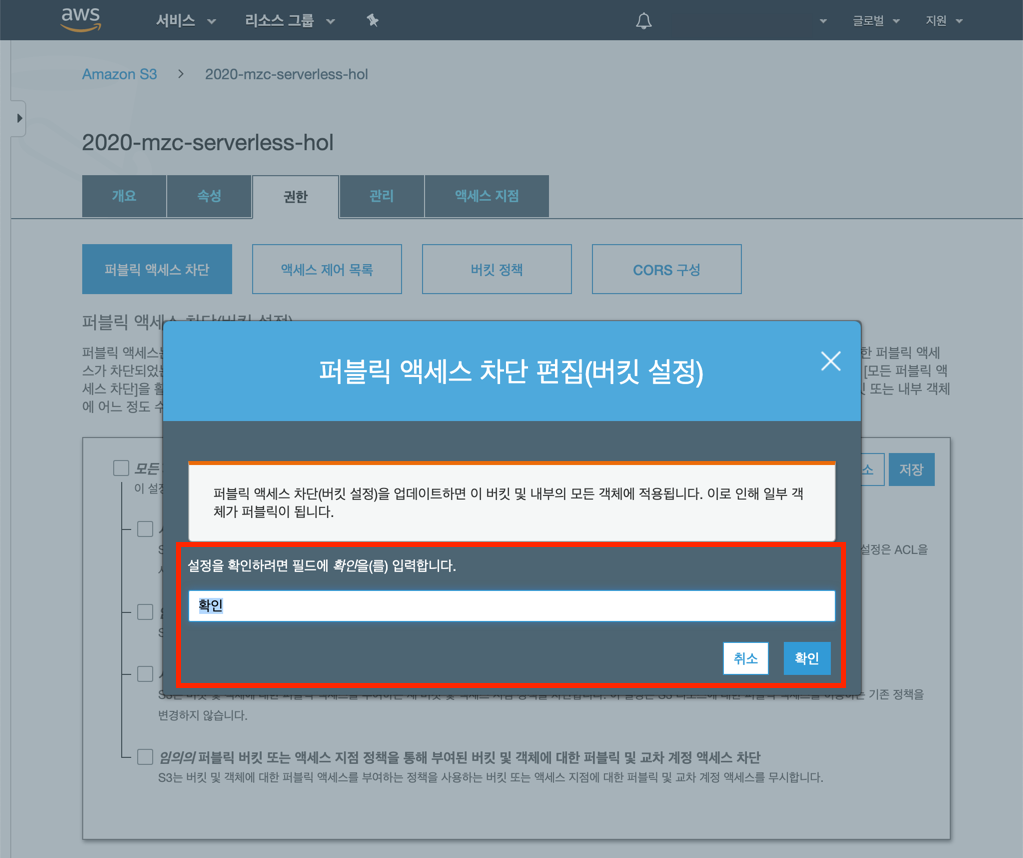 aws
서비스
리소스 그룹
글로벌
지원
Amazon S3
2020-mzc-serverless-hol
2020-mzc-serverless-hol
개요
속성
권한
관리
액세스 지점
퍼블릭 액세스 차단
액세스 제어 목록
버킷 정책
CORS 구성
퍼블릭 액세스 차단(버킷 설정)
퍼블릭 액세스
한 퍼블릭 액세
스가 차단되었
[모든 퍼블릭 액
세스 차단]을 활
또는 내부 객체
에 어느 정도 수
퍼블릭 액세스 차단 편집(버킷 설정)
모든
이 설정
소
저장
퍼블릭 액세스 차단(버킷 설정)을 업데이트하면 이 버킷 및 내부의 모든 객체에 적용됩니다. 이로 인해 일부 객
체가 퍼블릭이 됩니다.
설정은 ACL을
설정을 확인하려면 필드에 확인을(를) 입력합니다.
확인
취소
확인
기존 정책을
변경하지 않습니다.
임의의 퍼블릭 버킷 또는 액세스 지점 정책을 통해 부여된 버킷 및 객체에 대한 퍼블릭 및 교차 계정 액세스 차단
S3는 버킷 및 객체에 대한 퍼블릭 액세스를 부여하는 정책을 사용하는 버킷 또는 액세스 지점에 대한 퍼블릭 및 교차 계정 액세스를 무시합니다.